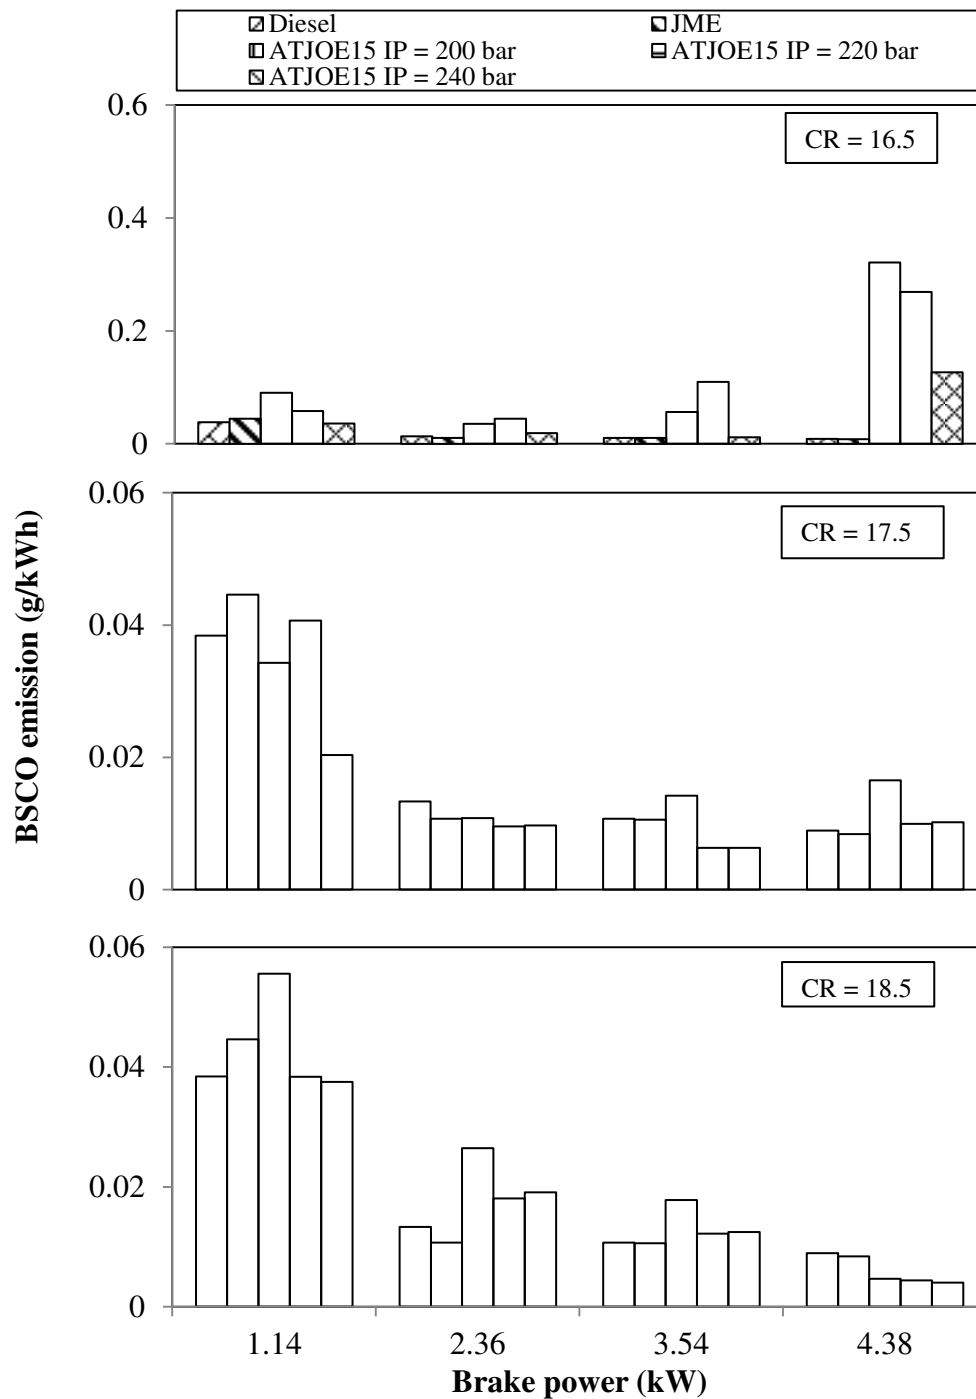 Diesel JME
ATJOE15 IP = 200 bar ATJOE15 IP = 220 bar
ATJOE15 IP = 240 bar
0.6
CR = 16.5
0.4
0.2
0
0.06
CR = 17.5
0.04
0.02
0
BSCO emission (g/kWh)
0.06
CR = 18.5
0.04
0.02
0
1.14 2.36 3.54 4.38
Brake power (kW)